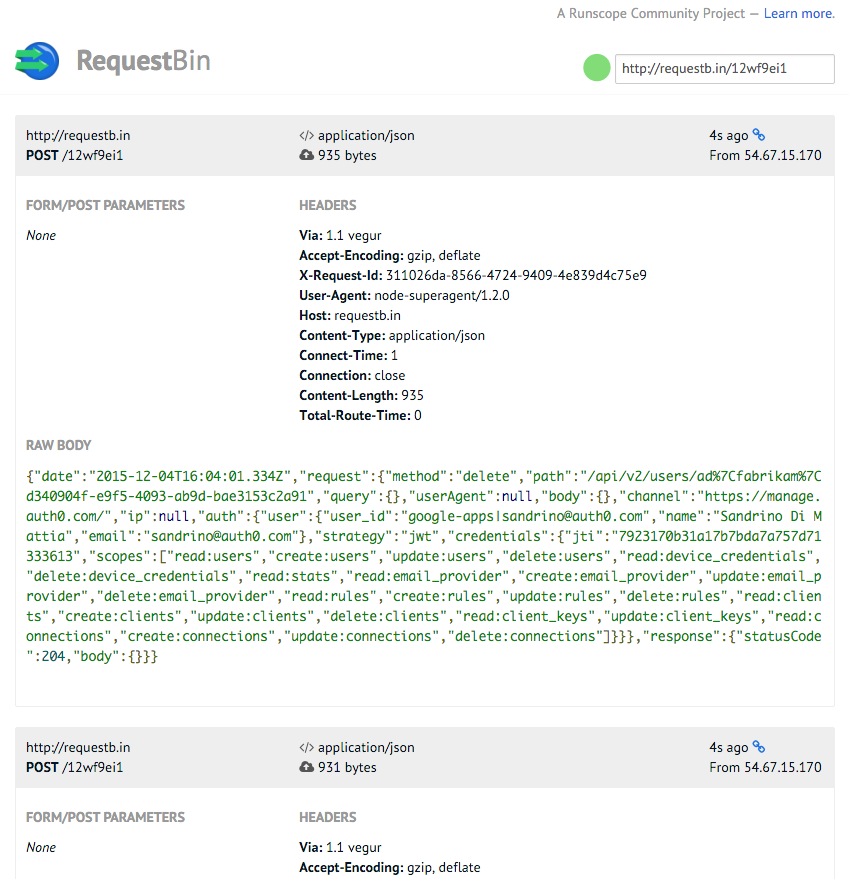 A Runscope Community Project — Learn more.
RequestBin
http://requestb.in/12wf9ei1
http://requestb.in
POST /12wf9ei1
</> application/json
935 bytes
4s ago
From 54.67.15.170
FORM/POST PARAMETERS
None
HEADERS
Via: 1.1 vegur
Accept-Encoding: gzip, deflate
X-Request-Id: 311026da-8566-4724-9409-4e839d4c75e9
User-Agent: node-superagent/1.2.0
Host: requestb.in
Content-Type: application/json
Connect-Time: 1
Connection: close
Content-Length: 935
Total-Route-Time: 0
RAW BODY
{"date":"2015-12-04T16:04:01.334Z","request":{"method":"delete","path":"/api/v2/users/ad%7Cfabrikam%7C
d340904f-e9f5-4093-ab9d-bae3153c2a91","query":{},"userAgent":null,"body":{},"channel":"https://manage.
auth0.com/","ip":null,"auth":{"user":{"user_id":"google-apps|sandrino@auth0.com","name":"Sandrino Di M
attia","email":"sandrino@auth0.com"},"strategy":"jwt","credentials":{"jti":"7923170b31a17b7bda7a757d71
333613","scopes":["read:users","create:users","update:users","delete:users","read:device_credentials",
"delete:device_credentials","read:stats","read:email_provider","create:email_provider","update:email_p
rovider","delete:email_provider","read:rules","create:rules","update:rules","delete:rules","read:clien
ts","create:clients","update:clients","delete:clients","read:client_keys","update:client_keys","read:c
onnections","create:connections","update:connections","delete:connections"]}}},"response":{"statusCode
":204,"body":{}}}
http://requestb.in
POST /12wf9ei1
</> application/json
931 bytes
4s ago
From 54.67.15.170
FORM/POST PARAMETERS
None
HEADERS
Via: 1.1 vegur
Accept-Encoding: gzip, deflate